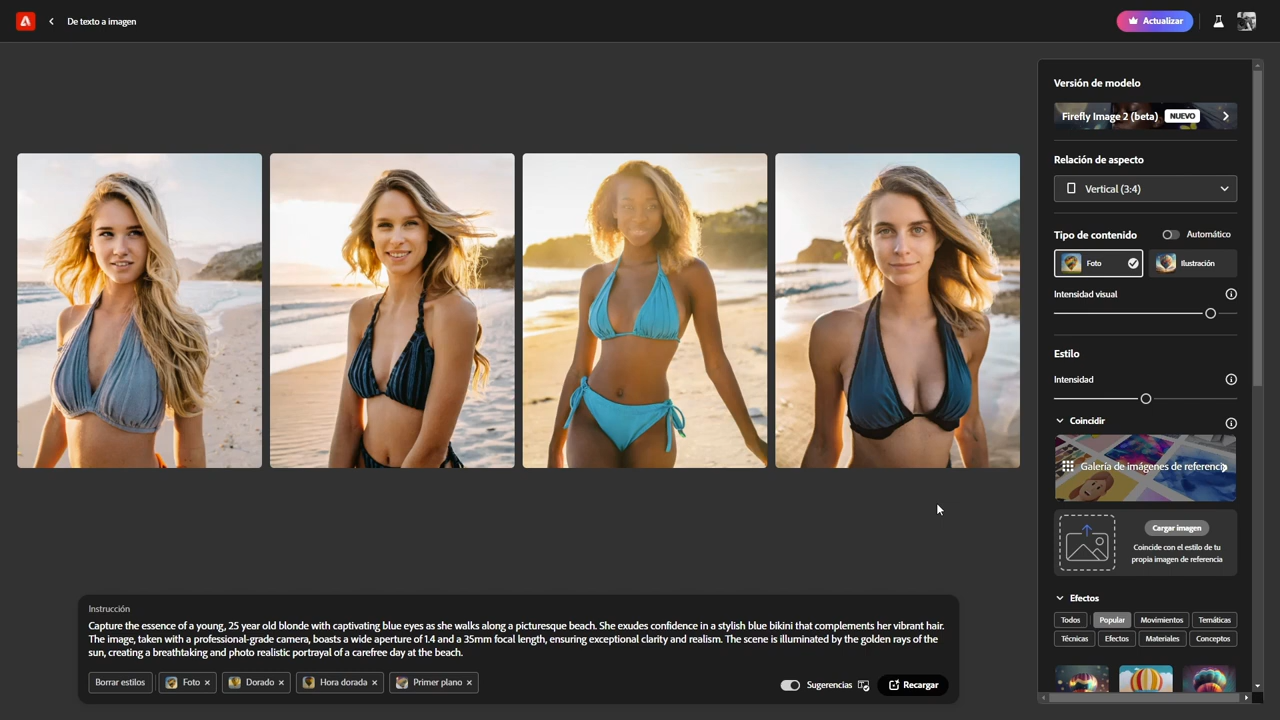 De texto a imagen
Actualizar
Versión de modelo
Firefly Image 2 (beta) NUEVO
Relación de aspecto
Vertical (3:4)
Tipo de contenido Automático
Foto Ilustración
Intensidad visual
Estilo
Intensidad
Coincidir
Galería de imágenes de referencia
Cargar imagen
Coincide con el estilo de tu
propia imagen de referencia
Efectos
Todos Popular Movimientos Temáticas
Técnicas Efectos Materiales Conceptos
Instrucción
Capture the essence of a young, 25 year old blonde with captivating blue eyes as she walks along a picturesque beach. She exudes confidence in a stylish blue bikini that complements her vibrant hair.
The image, taken with a professional-grade camera, boasts a wide aperture of 1.4 and a 35mm focal length, ensuring exceptional clarity and realism. The scene is illuminated by the golden rays of the
sun, creating a breathtaking and photo realistic portrayal of a carefree day at the beach.
Borrar estilos Foto × Dorado × Hora dorada × Primer plano × Sugerencias Recargar